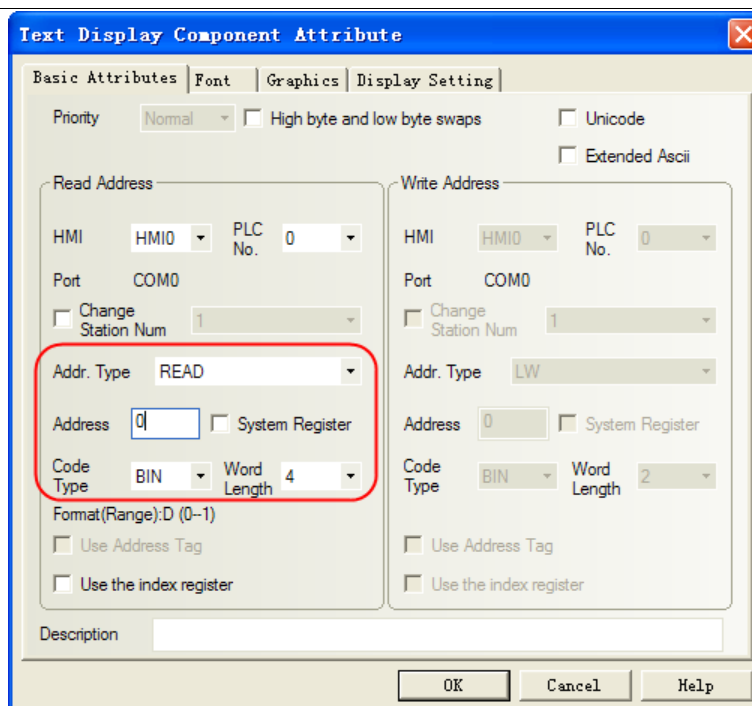 Text Display Component Attribute
Basic Attributes Font Graphics Display Setting
Priority Normal High byte and low byte swaps Unicode
Extended Ascii
Read Address
HMI HMI0 PLC No. 0
Port COM0
Change Station Num 1
Addr. Type READ
Address 0 System Register
Code Type BIN Word Length 4
Format(Range):D (0--1)
Use Address Tag
Use the index register
Write Address
HMI HMI0 PLC No. 0
Port COM0
Change Station Num 1
Addr. Type LW
Address 0 System Register
Code Type BIN Word Length 2
Use Address Tag
Use the index register
Description
OK Cancel Help